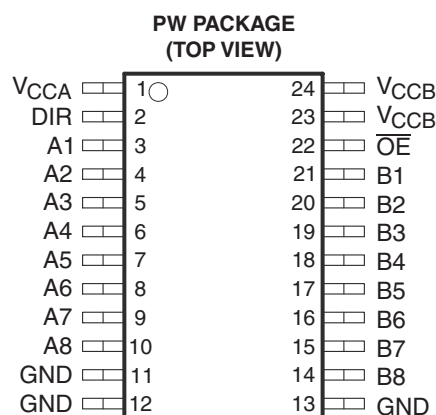 PW PACKAGE
(TOP VIEW)
VCCA 1 24 VCCB
DIR 2 23 VCCB
A1 3 22 O̅E̅
A2 4 21 B1
A3 5 20 B2
A4 6 19 B3
A5 7 18 B4
A6 8 17 B5
A7 9 16 B6
A8 10 15 B7
GND 11 14 B8
GND 12 13 GND